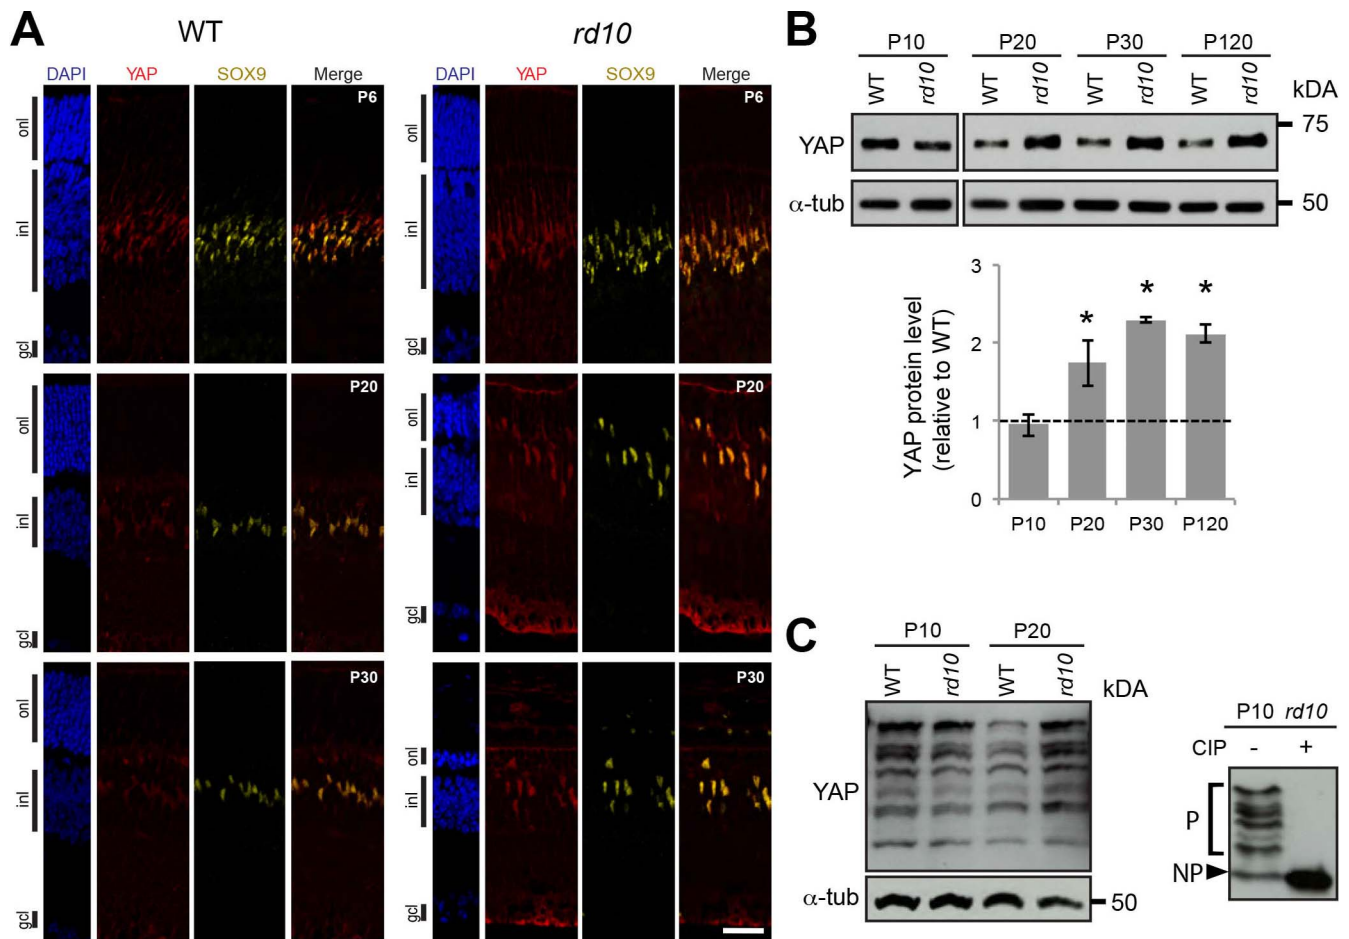 A
WT
rd10
DAPI YAP SOX9 Merge
DAPI YAP SOX9 Merge
onl
inl
gcl
P6
onl
inl
gcl
P6
onl
inl
gcl
P20
onl
inl
gcl
P20
onl
inl
gcl
P30
onl
inl
gcl
P30
B
P10 P20 P30 P120
WT rd10 WT rd10 WT rd10 WT rd10
kDA
YAP
75
α-tub
50
YAP protein level
(relative to WT)
3
2
1
0
* * *
P10 P20 P30 P120
C
P10 P20
WT rd10 WT rd10
kDA
YAP
α-tub
50
P10 rd10
CIP - +
P
NP